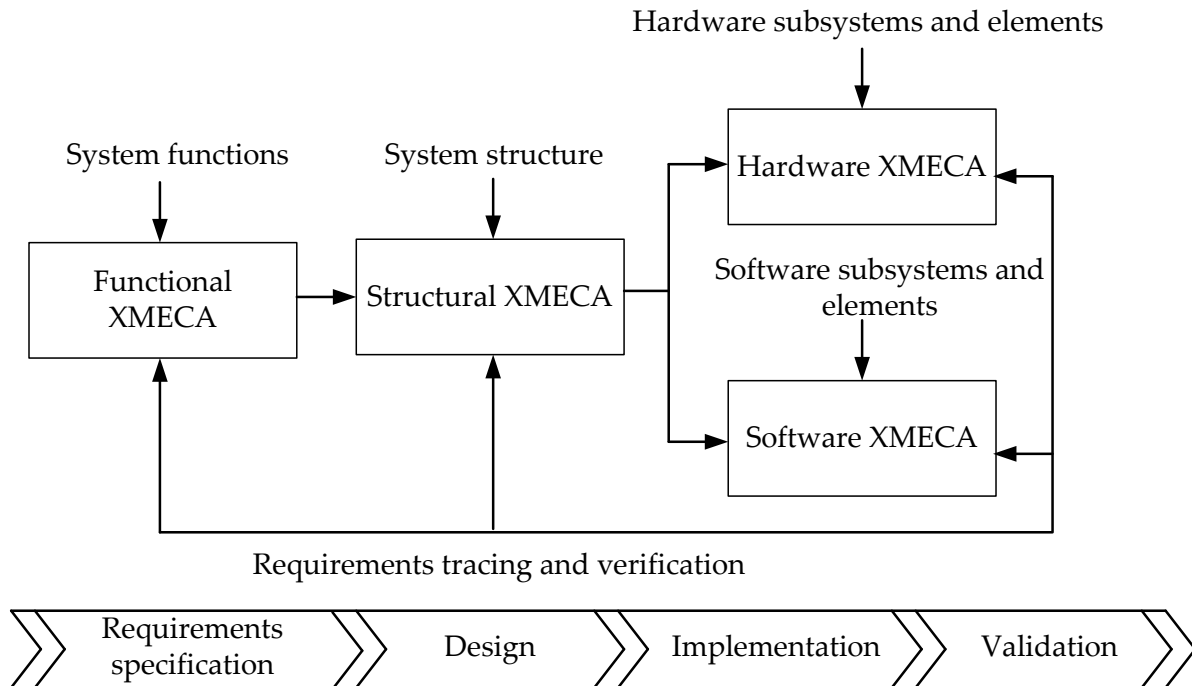 Hardware subsystems and elements
System functions
System structure
Hardware XMECA
Functional
XMECA
Structural XMECA
Software subsystems and
elements
Software XMECA
Requirements tracing and verification
Requirements
specification
Design
Implementation
Validation